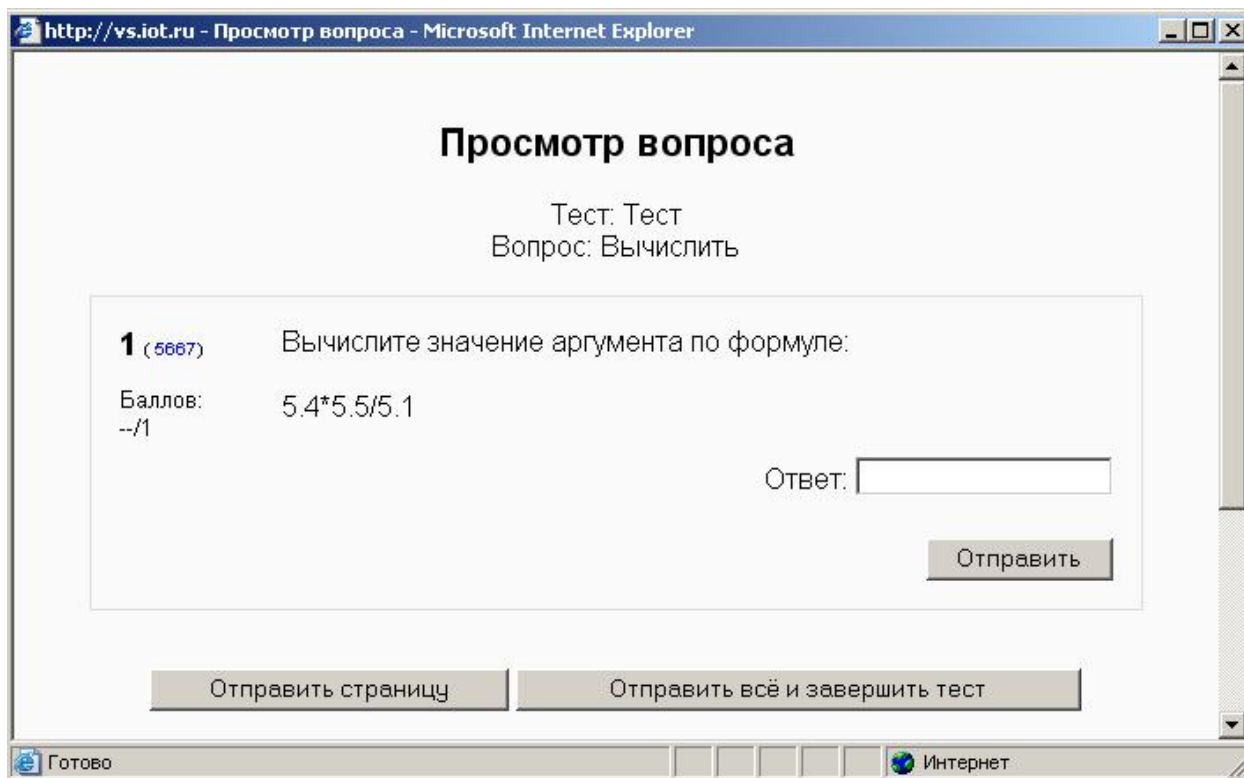 http://vs.iot.ru - Просмотр вопроса - Microsoft Internet Explorer
Просмотр вопроса
Тест: Тест
Вопрос: Вычислить
1 (5667)
Вычислите значение аргумента по формуле:
Баллов:
--/1
5.4*5.5/5.1
Ответ:
Отправить
Отправить страницу
Отправить всё и завершить тест
Готово
Интернет